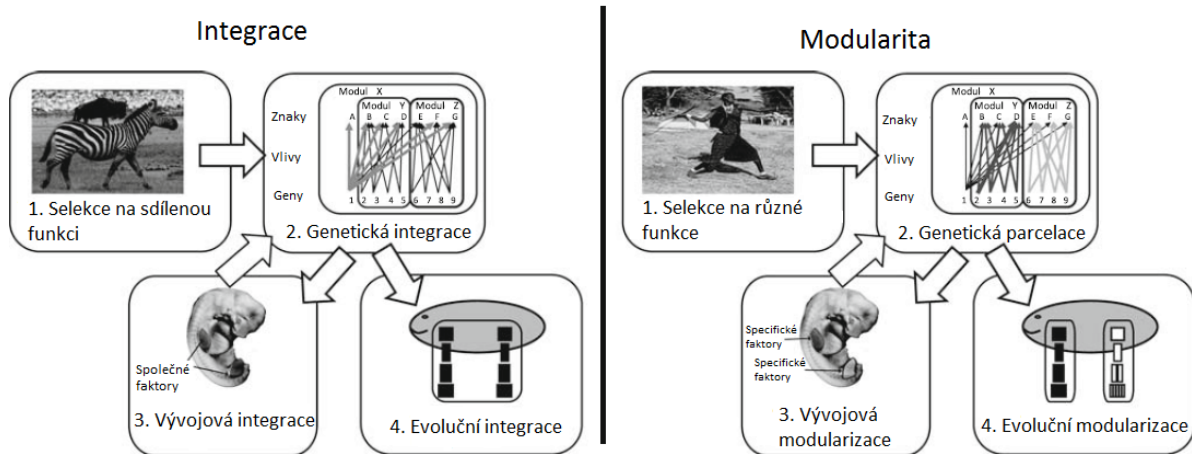 Integrace
Modul X
Modul Y Modul Z
Znaky A B C D E F G
Vlivy
Geny 1 2 3 4 5 6 7 8 9
1. Selekce na sdílenou
funkci
2. Genetická integrace
Společné
faktory
3. Vývojová integrace
4. Evoluční integrace
Modularita
Modul X
Modul Y Modul Z
Znaky A B C D E F G
Vlivy
Geny 1 2 3 4 5 6 7 8 9
1. Selekce na různé
funkce
2. Genetická parcelace
Specifické
faktory
Specifické
faktory
3. Vývojová
modularizace
4. Evoluční modularizace